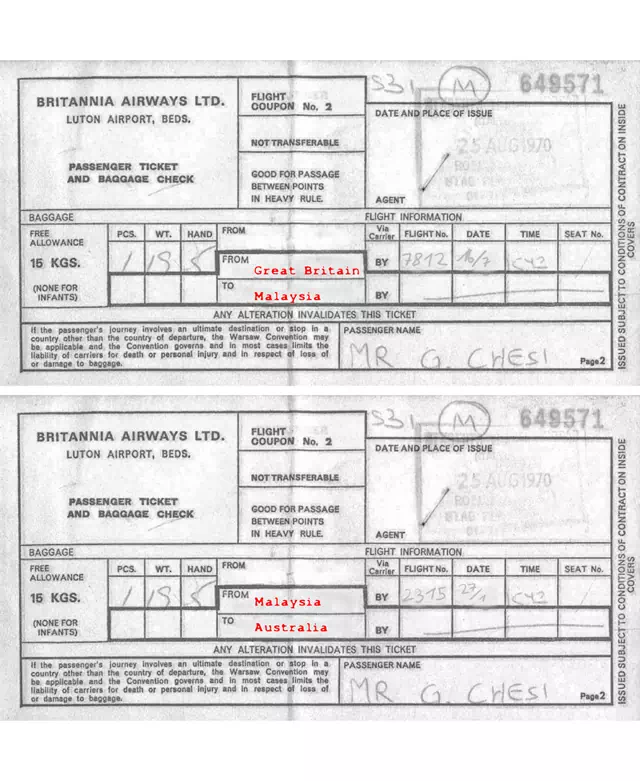 S31 M 649571
BRITANNIA AIRWAYS LTD.
LUTON AIRPORT, BEDS.
PASSENGER TICKET
AND BAGGAGE CHECK
FLIGHT
COUPON No. 2
NOT TRANSFERABLE
GOOD FOR PASSAGE
BETWEEN POINTS
IN HEAVY RULE.
DATE AND PLACE OF ISSUE
25 AUG 1970
AGENT
BAGGAGE
FLIGHT INFORMATION
FREE
ALLOWANCE
PCS. WT. HAND
FROM
Via
Carrier FLIGHT No. DATE TIME SEAT No.
15 KGS.
1
FROM
Great Britain
BY 7812 16/7
(NONE FOR
INFANTS)
TO
Malaysia
BY
ANY ALTERATION INVALIDATES THIS TICKET
If the passenger's journey involves an ultimate destination or stop in a
country other than the country of departure, the Warsaw Convention may
be applicable and the Convention governs and in most cases limits the
liability of carriers for death or personal injury and in respect of loss of
or damage to baggage.
PASSENGER NAME
MR G. CHESI
Page 2
ISSUED SUBJECT TO CONDITIONS OF CONTRACT ON INSIDE
COVERS
S31 M 649571
BRITANNIA AIRWAYS LTD.
LUTON AIRPORT, BEDS.
PASSENGER TICKET
AND BAGGAGE CHECK
FLIGHT
COUPON No. 2
NOT TRANSFERABLE
GOOD FOR PASSAGE
BETWEEN POINTS
IN HEAVY RULE.
DATE AND PLACE OF ISSUE
25 AUG 1970
AGENT
BAGGAGE
FLIGHT INFORMATION
FREE
ALLOWANCE
PCS. WT. HAND
FROM
Via
Carrier FLIGHT No. DATE TIME SEAT No.
15 KGS.
1
FROM
Malaysia
BY 2315 27/1
(NONE FOR
INFANTS)
TO
Australia
BY
ANY ALTERATION INVALIDATES THIS TICKET
If the passenger's journey involves an ultimate destination or stop in a
country other than the country of departure, the Warsaw Convention may
be applicable and the Convention governs and in most cases limits the
liability of carriers for death or personal injury and in respect of loss of
or damage to baggage.
PASSENGER NAME
MR G. CHESI
Page 2
ISSUED SUBJECT TO CONDITIONS OF CONTRACT ON INSIDE
COVERS